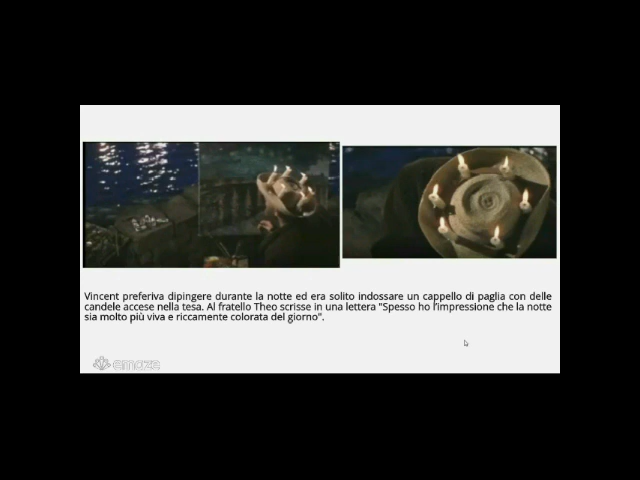 Vincent preferiva dipingere durante la notte ed era solito indossare un cappello di paglia con delle
candele accese nella tesa. Al fratello Theo scrisse in una lettera "Spesso ho l'impressione che la notte
sia molto più viva e riccamente colorata del giorno".
emaze